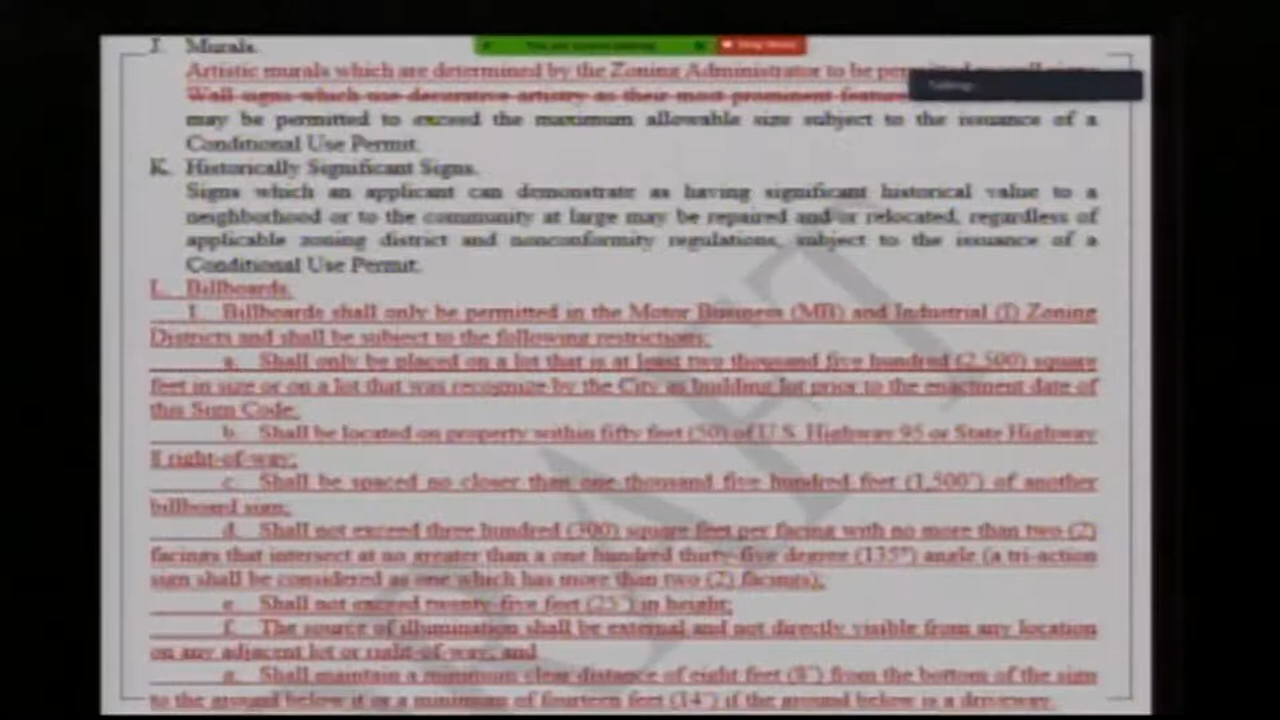 J. Murals.
Artistic murals which are determined by the Zoning Administrator to be
Wall signs which use decorative artistry as their most prominent feature
may be permitted to exceed the maximum allowable size subject to the issuance of a
Conditional Use Permit.
K. Historically Significant Signs.
Signs which an applicant can demonstrate as having significant historical value to a
neighborhood or to the community at large may be repaired and/or relocated, regardless of
applicable zoning district and nonconformity regulations, subject to the issuance of a
Conditional Use Permit.
L. Billboards.
1. Billboards shall only be permitted in the Motor Business (MB) and Industrial (I) Zoning
Districts and shall be subject to the following restrictions:
a. Shall only be placed on a lot that is at least two thousand five hundred (2,500) square
feet in size or on a lot that was recognize by the City as building lot prior to the enactment date of
this Sign Code;
b. Shall be located on property within fifty feet (50) of U.S. Highway 95 or State Highway
8 right-of-way;
c. Shall be spaced no closer than one thousand five hundred feet (1,500') of another
billboard sign;
d. Shall not exceed three hundred (300) square feet per facing with no more than two (2)
facings that intersect at no greater than a one hundred thirty-five degree (135°) angle (a tri-action
sign shall be considered as one which has more than two (2) facings);
e. Shall not exceed twenty-five feet (25') in height;
f. The source of illumination shall be external and not directly visible from any location
on any adjacent lot or right-of-way; and
g. Shall maintain a minimum clear distance of eight feet (8') from the bottom of the sign
to the ground below it or a minimum of fourteen feet (14') if the ground below is a driveway.
DRAFT